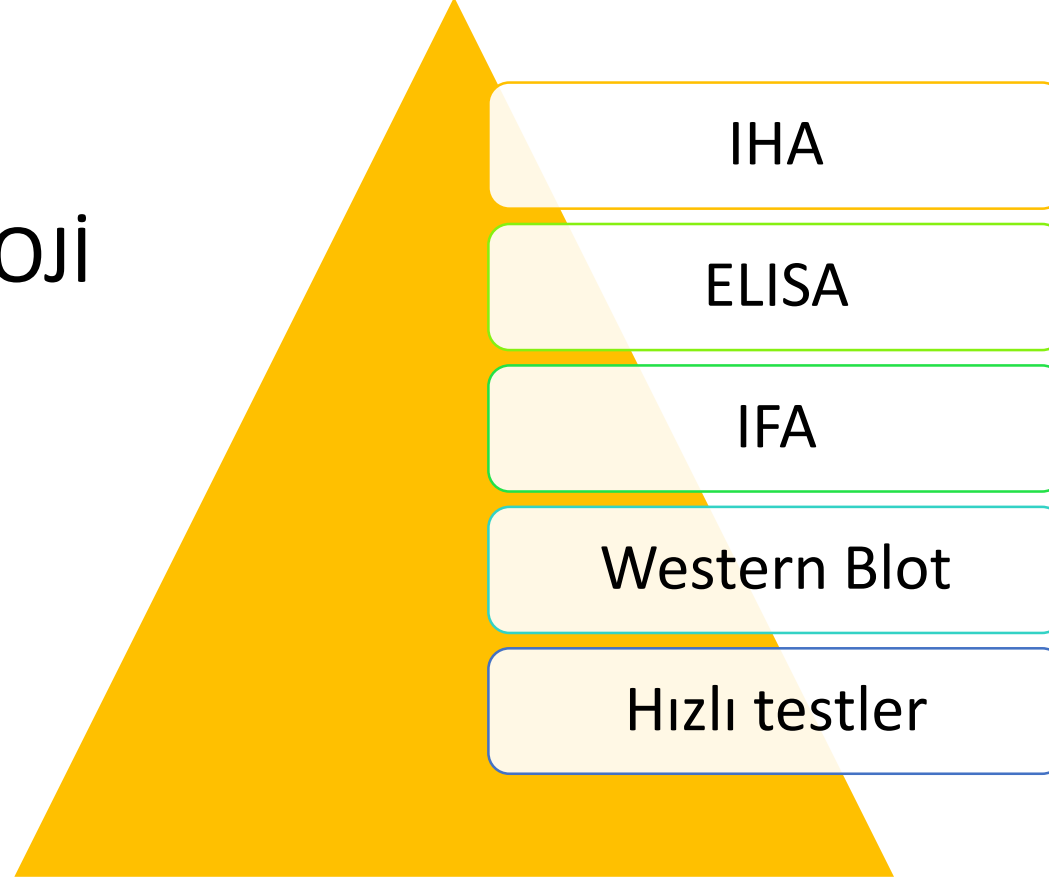 OJİ
IHA
ELISA
IFA
Western Blot
Hızlı testler